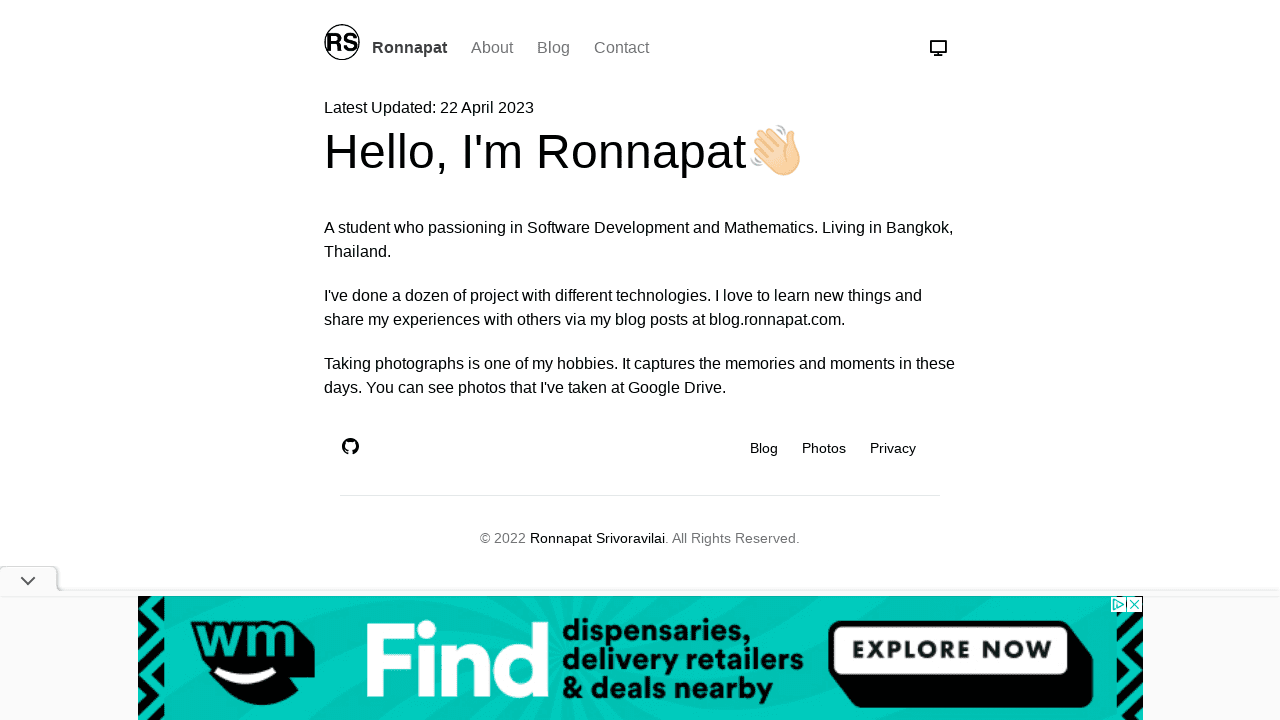 RS Ronnapat About Blog Contact
Latest Updated: 22 April 2023
Hello, I'm Ronnapat👋🏻
A student who passioning in Software Development and Mathematics. Living in Bangkok,
Thailand.
I've done a dozen of project with different technologies. I love to learn new things and
share my experiences with others via my blog posts at blog.ronnapat.com.
Taking photographs is one of my hobbies. It captures the memories and moments in these
days. You can see photos that I've taken at Google Drive.
Blog Photos Privacy
© 2022 Ronnapat Srivoravilai. All Rights Reserved.
wm
Find
dispensaries,
delivery retailers
& deals nearby
EXPLORE NOW